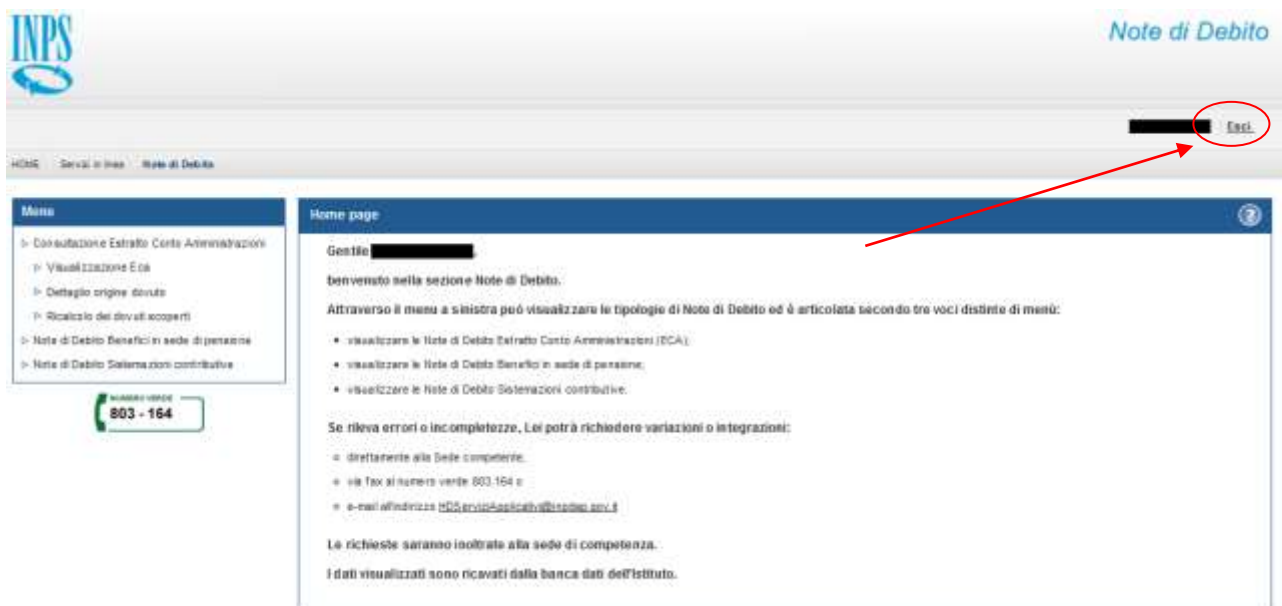 INPS
Note di Debito
Esci.
HOME Servizi in linea Note di Debito
Menu
Consultazione Estratto Conto Amministrazioni
Visualizzazione Eca
Dettaglio origine dovuto
Ricalcolo dei dovuti scoperti
Note di Debito Benefici in sede di pensione
Note di Debito Sistemazioni contributive
NUMERO VERDE
803 - 164
Home page
Gentile ,
benvenuto nella sezione Note di Debito.
Attraverso il menu a sinistra può visualizzare le tipologie di Note di Debito ed è articolata secondo tre voci distinte di menù:
visualizzare le Note di Debito Estratto Conto Amministrazioni (ECA);
visualizzare le Note di Debito Benefici in sede di pensione;
visualizzare le Note di Debito Sistemazioni contributive.
Se rileva errori o incompletezze, Lei potrà richiedere variazioni o integrazioni:
direttamente alla Sede competente,
via fax al numero verde 803.164 o
e-mail all'indirizzo HDServiziApplicativi@inpdap.gov.it
Le richieste saranno inoltrate alla sede di competenza.
I dati visualizzati sono ricavati dalla banca dati dell'Istituto.